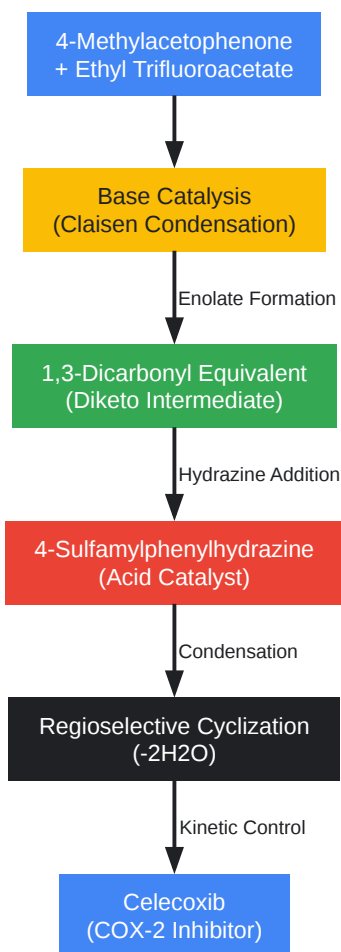 4-Methylacetophenone
+ Ethyl Trifluoroacetate
Base Catalysis
(Claisen Condensation)
Enolate Formation
1,3-Dicarbonyl Equivalent
(Diketo Intermediate)
Hydrazine Addition
4-Sulfamylphenylhydrazine
(Acid Catalyst)
Condensation
Regioselective Cyclization
(-2H2O)
Kinetic Control
Celecoxib
(COX-2 Inhibitor)